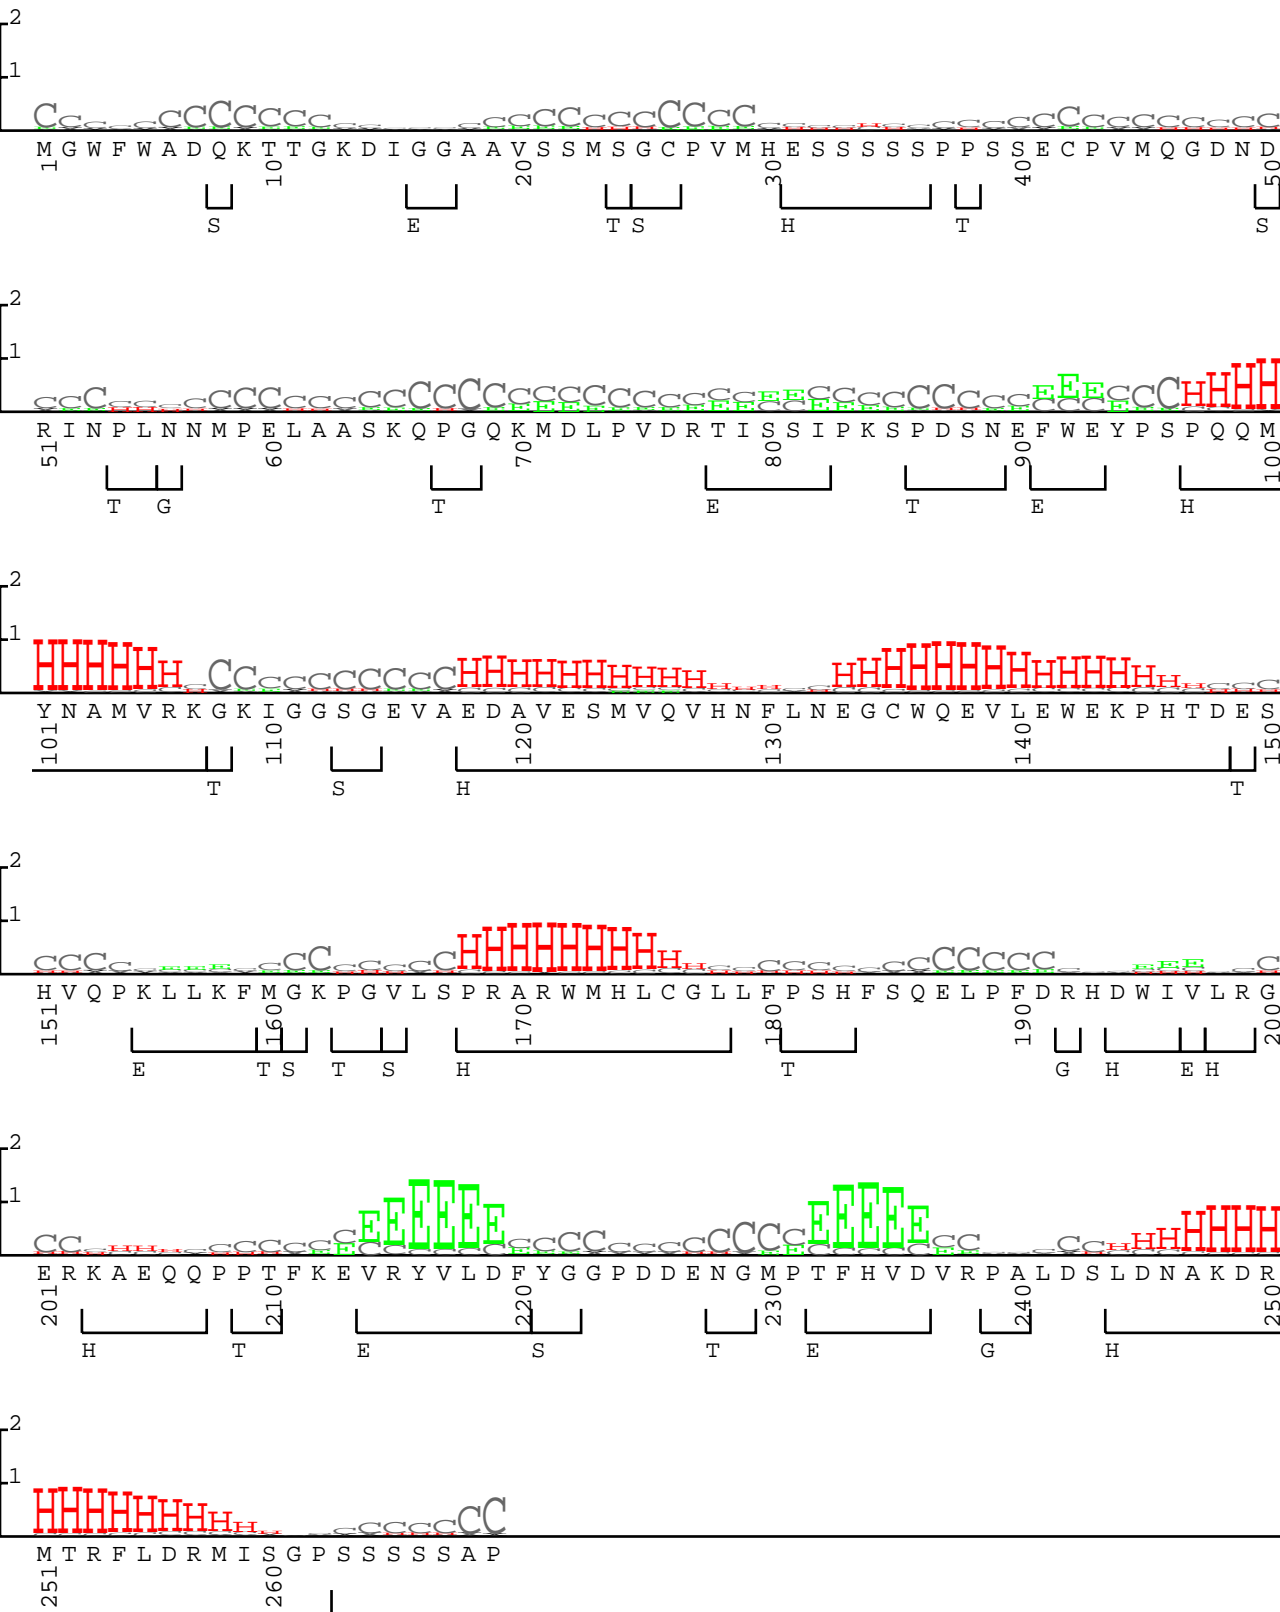 2
1
C C C C C C C C C C C C C C C C C C C C C C C C C C C C H C C C C C C C C C C C C C C C C C
M G W F W A D Q K T T G K D I G G A A V S S M S G C P V M H E S S S S S P P S S E C P V M Q G D N D
1 10 20 30 40 50
S E T S H T S
2
1
C C C C C C C C C C C C C C C C C C C C C C C C C C C C E E C C C C C C C C E E E C C C H H H H
R I N P L N N M P E L A A S K Q P G Q K M D L P V D R T I S S I P K S P D S N E F W E Y P S P Q Q M
51 60 70 80 90 100
T G T E T E H
2
1
H H H H H H C C C C C C C C C C H H H H H H H H H H H H H C H H H H H H H H H H H H H H H C C C
Y N A M V R K G K I G G S G E V A E D A V E S M V Q V H N F L N E G C W Q E V L E W E K P H T D E S
101 110 120 130 140 150
T S H T
2
1
C C C C C E E E C C C C C C C C H H H H H H H H H H C C C C C C C C C C C C C E E E C C
H V Q P K L L K F M G K P G V L S P R A R W M H L C G L L F P S H F S Q E L P F D R H D W I V L R G
151 160 170 180 190 200
E T S T S H T G H E H
2
1
C C C H H H C C C C C C C E E E E E E C C C C C C C C C C C C E E E E E C C C C C H H H H H H H
E R K A E Q Q P P T F K E V R Y V L D F Y G G P D D E N G M P T F H V D V R P A L D S L D N A K D R
201 210 220 230 240 250
H T E S T E G H
2
1
H H H H H H H H H H C C C C C C C
M T R F L D R M I S G P S S S S S A P
251 260